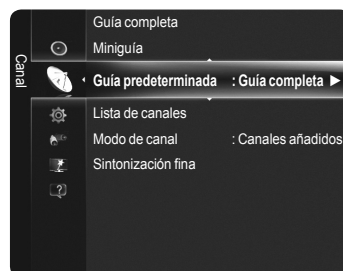 Canal
Guía completa
Miniguía
Guía predeterminada : Guía completa ►
Lista de canales
Modo de canal : Canales añadidos
Sintonización fina